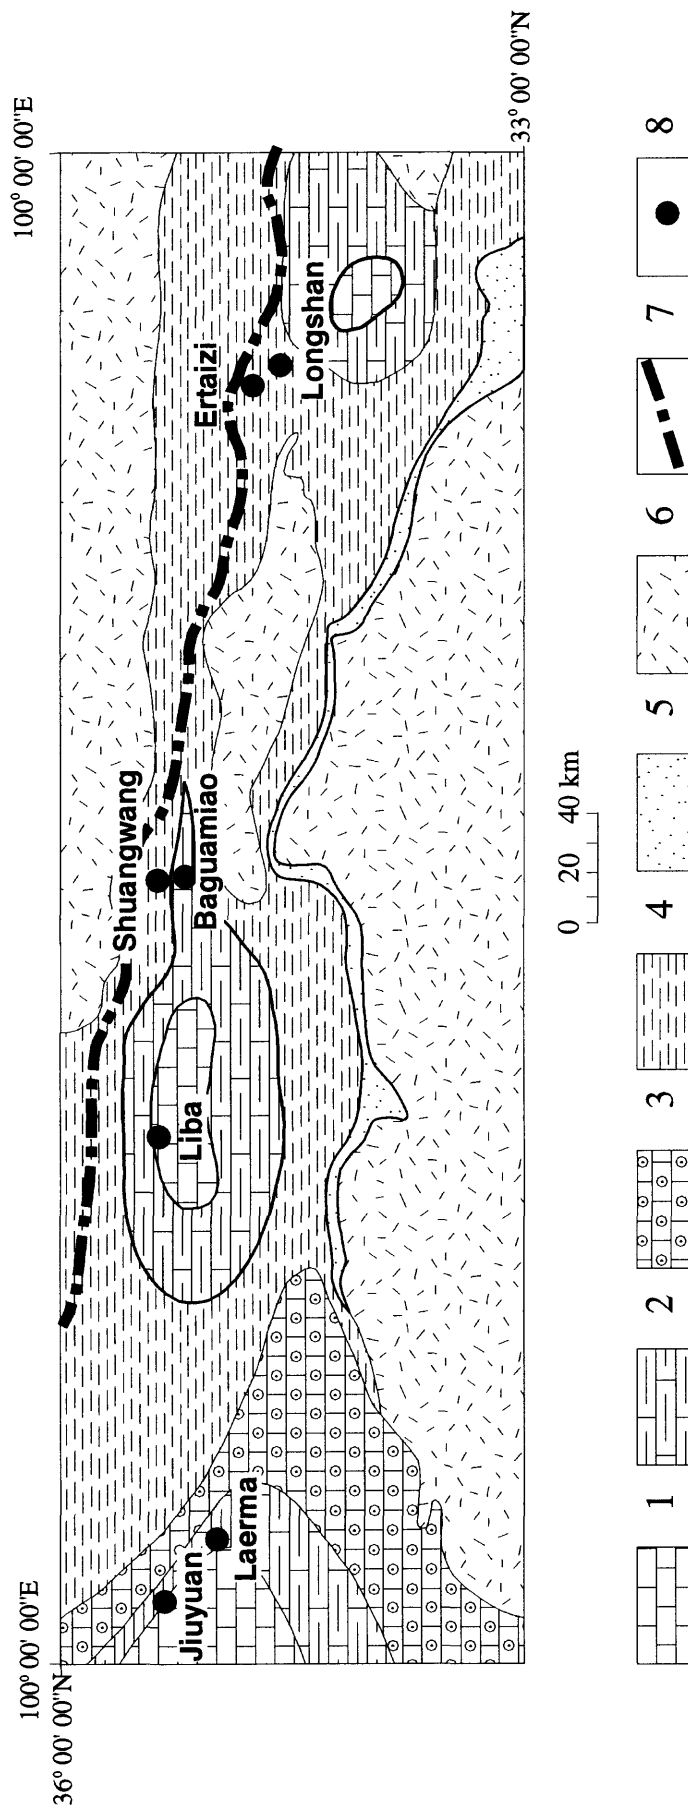 100° 00' 00"E
100° 00' 00"E
36° 00' 00"N
33° 00' 00"N
Jiuyuan
Laerma
Liba
Shuangwang
Baguamiao
Ertaizi
Longshan
0 20 40 km
1 2 3 4 5 6 7 8